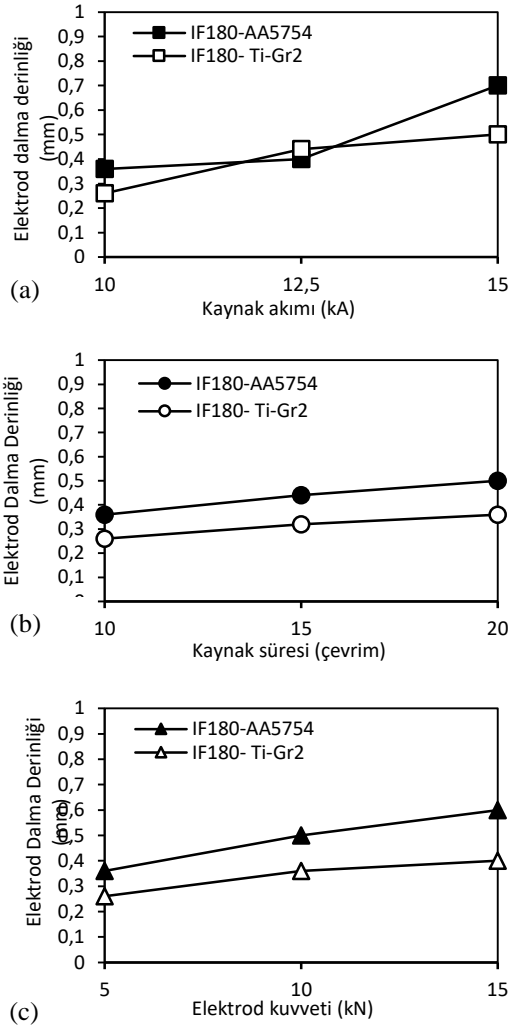 1
0,9
0,8
0,7
0,6
0,5
0,4
0,3
0,2
0,1
0
Elektrod dalma derinliği
(mm)
IF180-AA5754
IF180- Ti-Gr2
10
12,5
15
Kaynak akımı (kA)
(a)
1
0,9
0,8
0,7
0,6
0,5
0,4
0,3
0,2
0,1
Elektrod Dalma Derinliği
(mm)
IF180-AA5754
IF180- Ti-Gr2
10
15
20
Kaynak süresi (çevrim)
(b)
1
0,9
0,8
0,7
0,6
0,5
0,4
0,3
0,2
0,1
0
Elektrod Dalma Derinliği
(mm)
IF180-AA5754
IF180- Ti-Gr2
5
10
15
Elektrod kuvveti (kN)
(c)